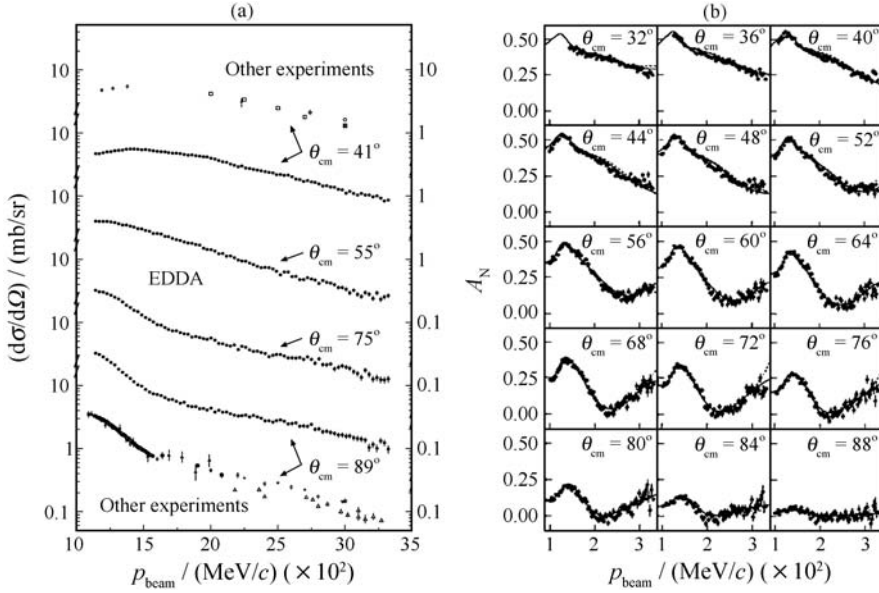 (a)
Other experiments
θcm = 41°
θcm = 55°
EDDA
θcm = 75°
θcm = 89°
Other experiments
(dσ/dΩ) / (mb/sr)
10
10
10
10
10
1
0.1
10
1
1
1
0.1
0.1
0.1
0.1
10 15 20 25 30 35
pbeam / (MeV/c) (× 10²)
(b)
AN
0.50
0.25
0.00
θcm = 32° θcm = 36° θcm = 40°
0.50
0.25
0.00
θcm = 44° θcm = 48° θcm = 52°
0.50
0.25
0.00
θcm = 56° θcm = 60° θcm = 64°
0.50
0.25
0.00
θcm = 68° θcm = 72° θcm = 76°
0.50
0.25
0.00
θcm = 80° θcm = 84° θcm = 88°
1 2 3 1 2 3 1 2 3
pbeam / (MeV/c) (× 10²)